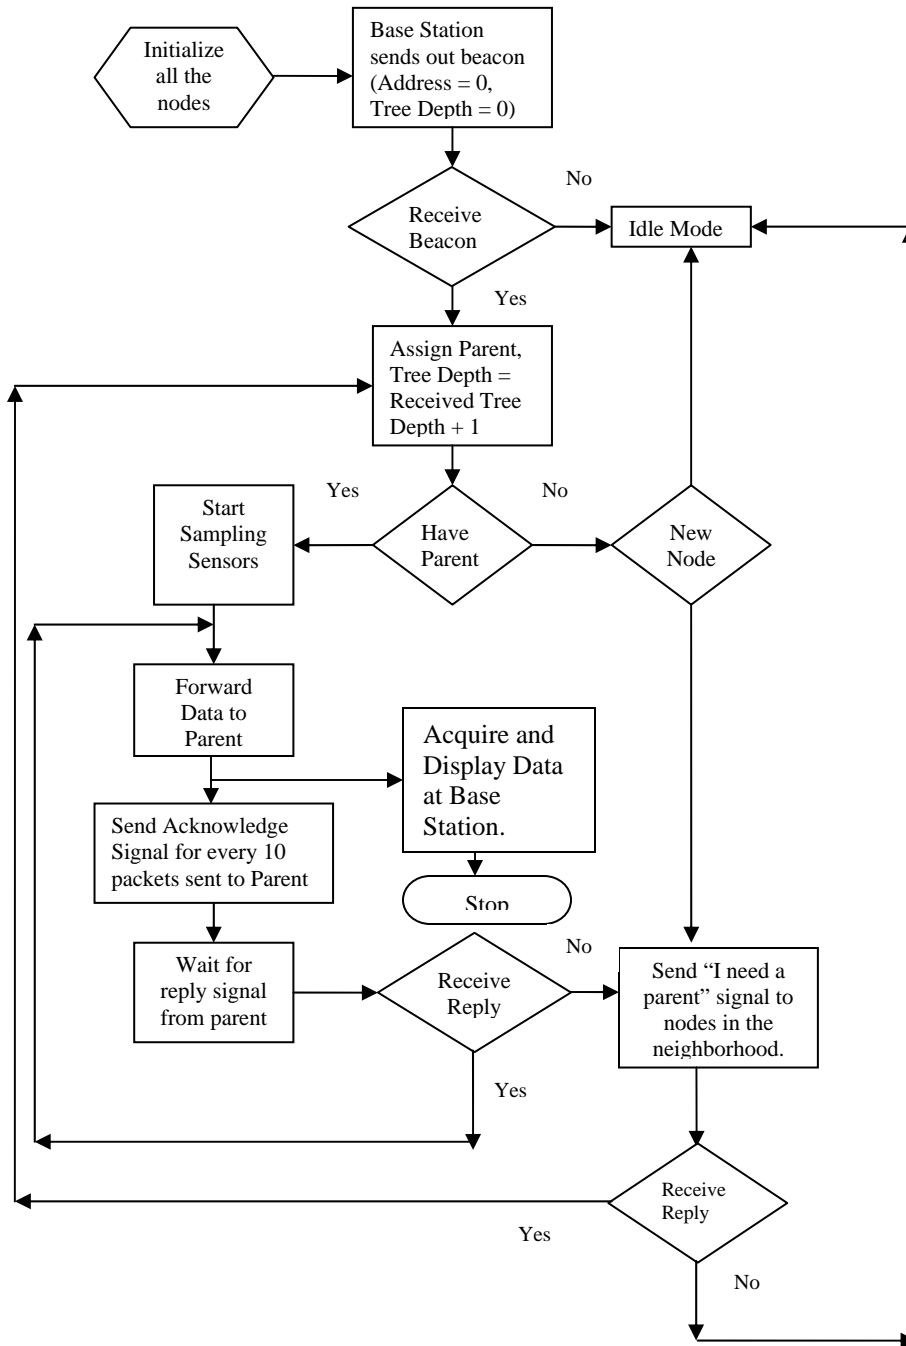 Initialize
all the
nodes
Base Station
sends out beacon
(Address = 0,
Tree Depth = 0)
Receive
Beacon
No
Idle Mode
Yes
Assign Parent,
Tree Depth =
Received Tree
Depth + 1
Yes
No
Start
Sampling
Sensors
Have
Parent
New
Node
Forward
Data to
Parent
Acquire and
Display Data
at Base
Station.
Send Acknowledge
Signal for every 10
packets sent to Parent
Stop
Wait for
reply signal
from parent
Receive
Reply
No
Send “I need a
parent” signal to
nodes in the
neighborhood.
Yes
Receive
Reply
Yes
No